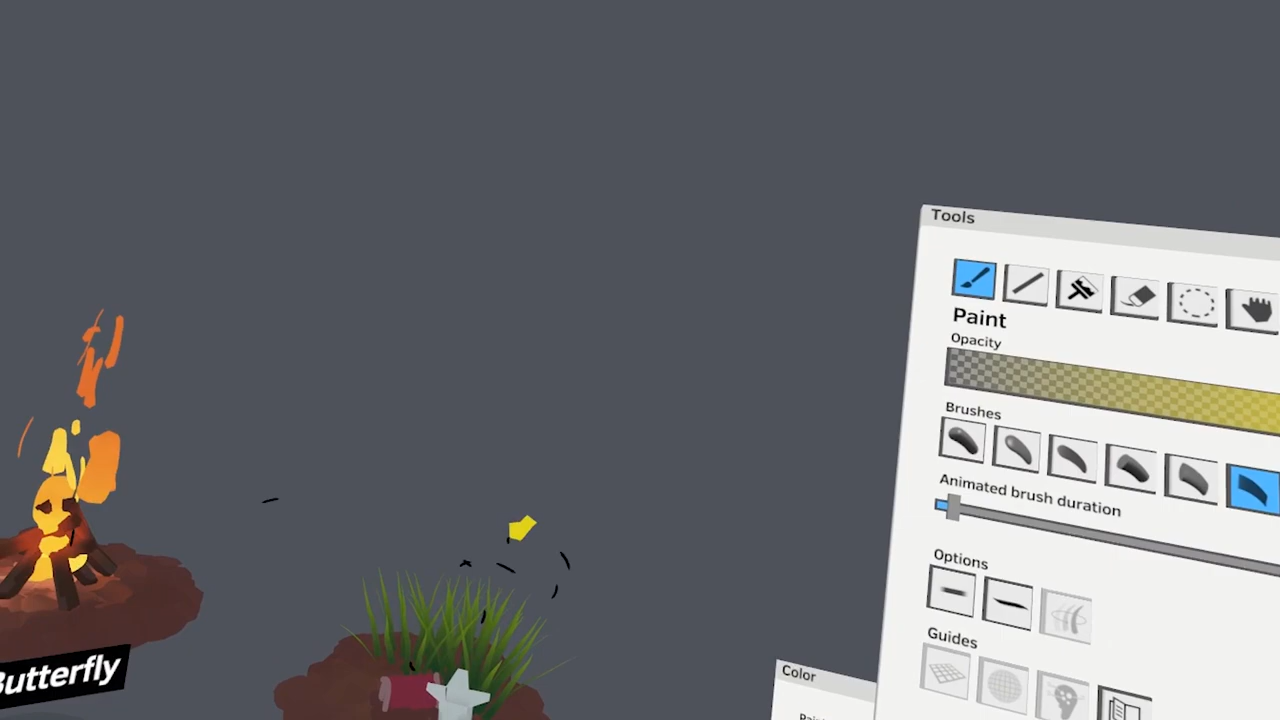 Tools
Paint
Opacity
Brushes
Animated brush duration
Options
Guides
Color
Butterfly